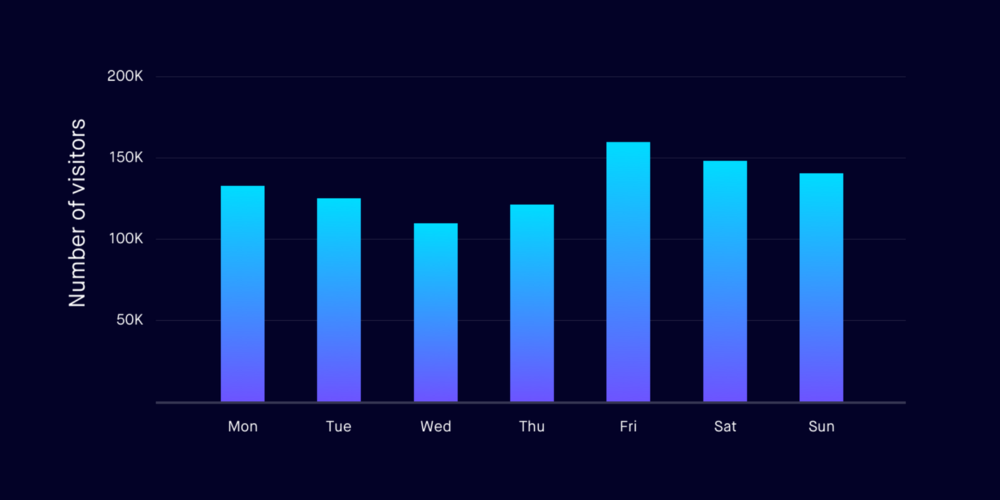 200K
150K
100K
50K
Number of visitors
Mon Tue Wed Thu Fri Sat Sun